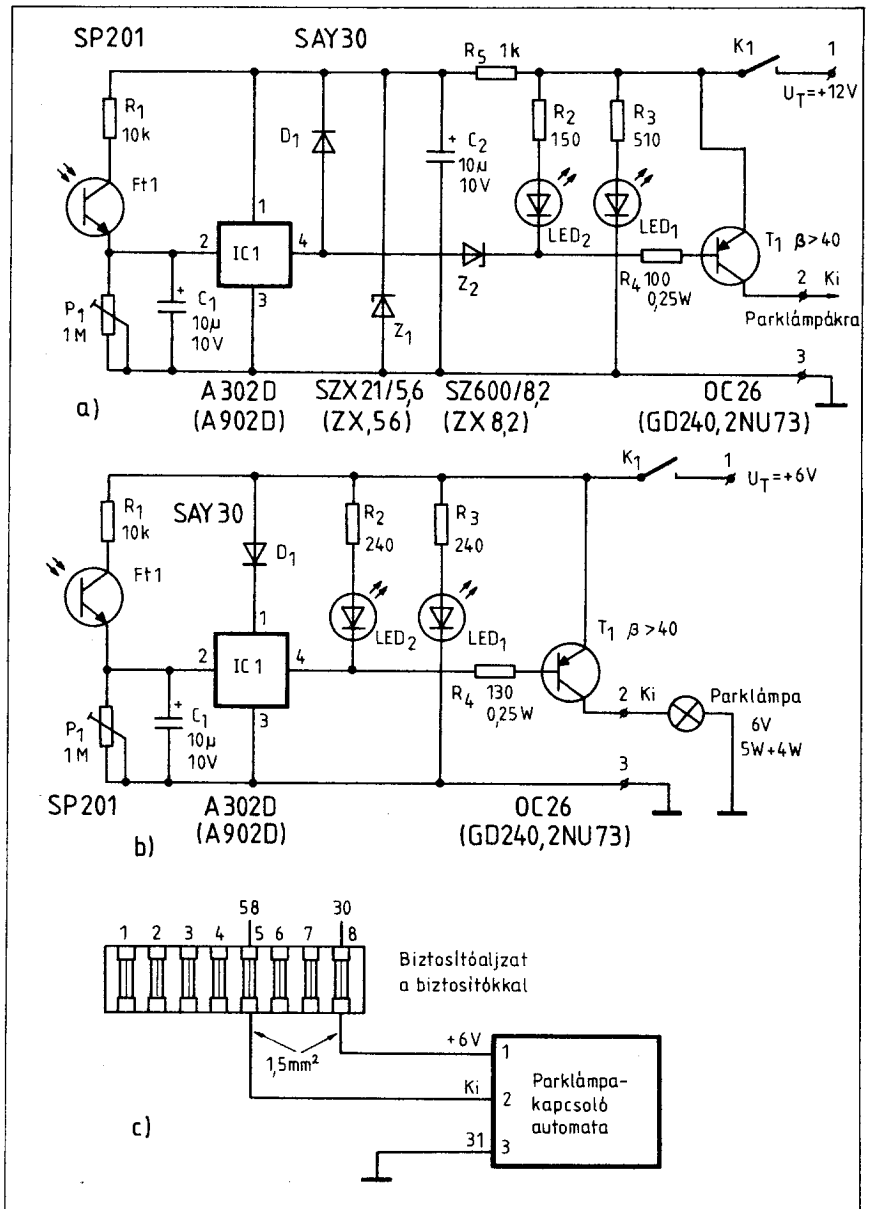 SP201
SAY30
R5 1k
K1
1
UT=+12V
R1
10k
D1
+
C2
10µ
10V
R2
150
R3
510
Ft1
1
2
IC1
4
3
LED2
LED1
T1 β>40
Z2
R4 100
0,25W
2 Ki
Parklámpákra
P1
1M
+
C1
10µ
10V
Z1
3
a)
A302D
(A902D)
SZX21/5,6
(ZX,56)
SZ600/8,2
(ZX8,2)
OC26
(GD240,2NU73)
K1
1
UT=+6V
R1
10k
SAY30
D1
R2
240
R3
240
Ft1
1
2
IC1
4
3
LED2
LED1
T1 β>40
R4 130
0,25W
2 Ki
Parklámpa
6V
5W+4W
P1
1M
+
C1
10µ
10V
3
SP201
A302D
(A902D)
OC26
(GD240,2NU73)
b)
58
30
1 2 3 4 5 6 7 8
Biztosítóaljzat
a biztosítókkal
1,5mm²
+6V
1
Ki
2
31
3
Parklámpa-
kapcsoló
automata
c)